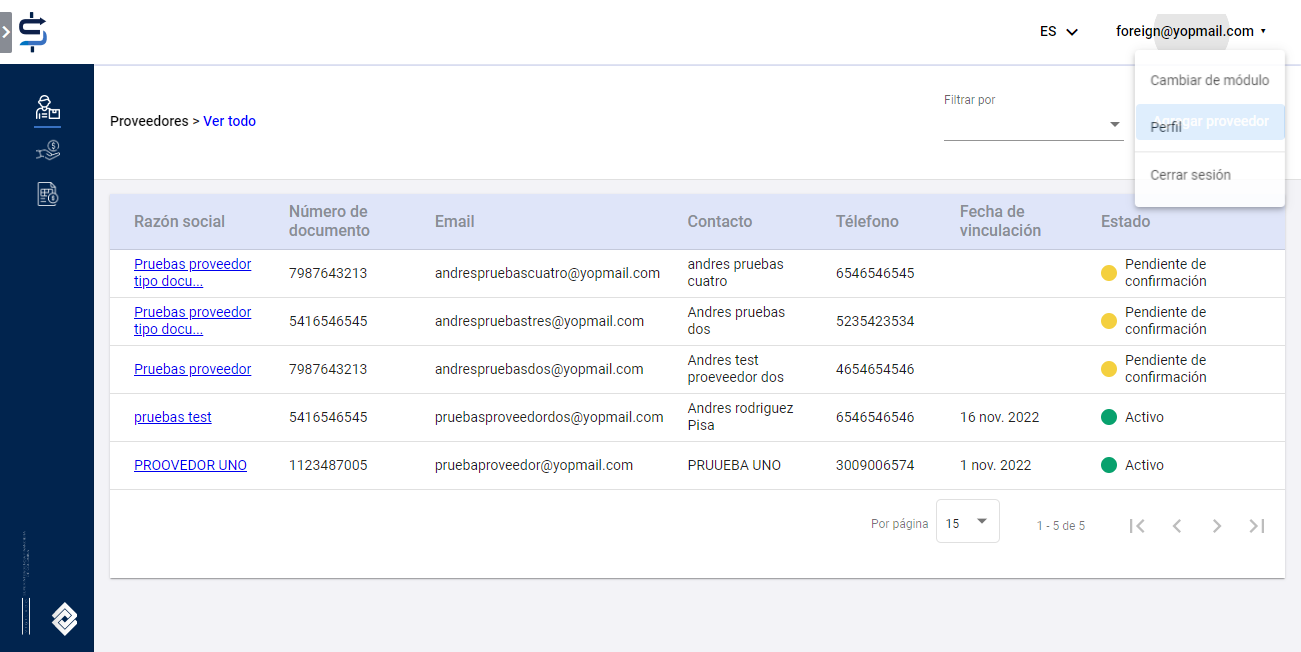 ES
foreign@yopmail.com
Cambiar de módulo
Agregar proveedor
Perfil
Cerrar sesión
Proveedores > Ver todo
Filtrar por
Razón social
Número de
documento
Email
Contacto
Télefono
Fecha de
vinculación
Estado
Pruebas proveedor
tipo docu...
7987643213
andrespruebascuatro@yopmail.com
andres pruebas
cuatro
6546546545
Pendiente de
confirmación
Pruebas proveedor
tipo docu...
5416546545
andrespruebastres@yopmail.com
Andres pruebas
dos
5235423534
Pendiente de
confirmación
Pruebas proveedor
7987643213
andrespruebasdos@yopmail.com
Andres test
proeveedor dos
4654654546
Pendiente de
confirmación
pruebas test
5416546545
pruebasproveedordos@yopmail.com
Andres rodriguez
Pisa
6546546546
16 nov. 2022
Activo
PROOVEDOR UNO
1123487005
pruebaproveedor@yopmail.com
PRUUEBA UNO
3009006574
1 nov. 2022
Activo
Por página
15
1 - 5 de 5